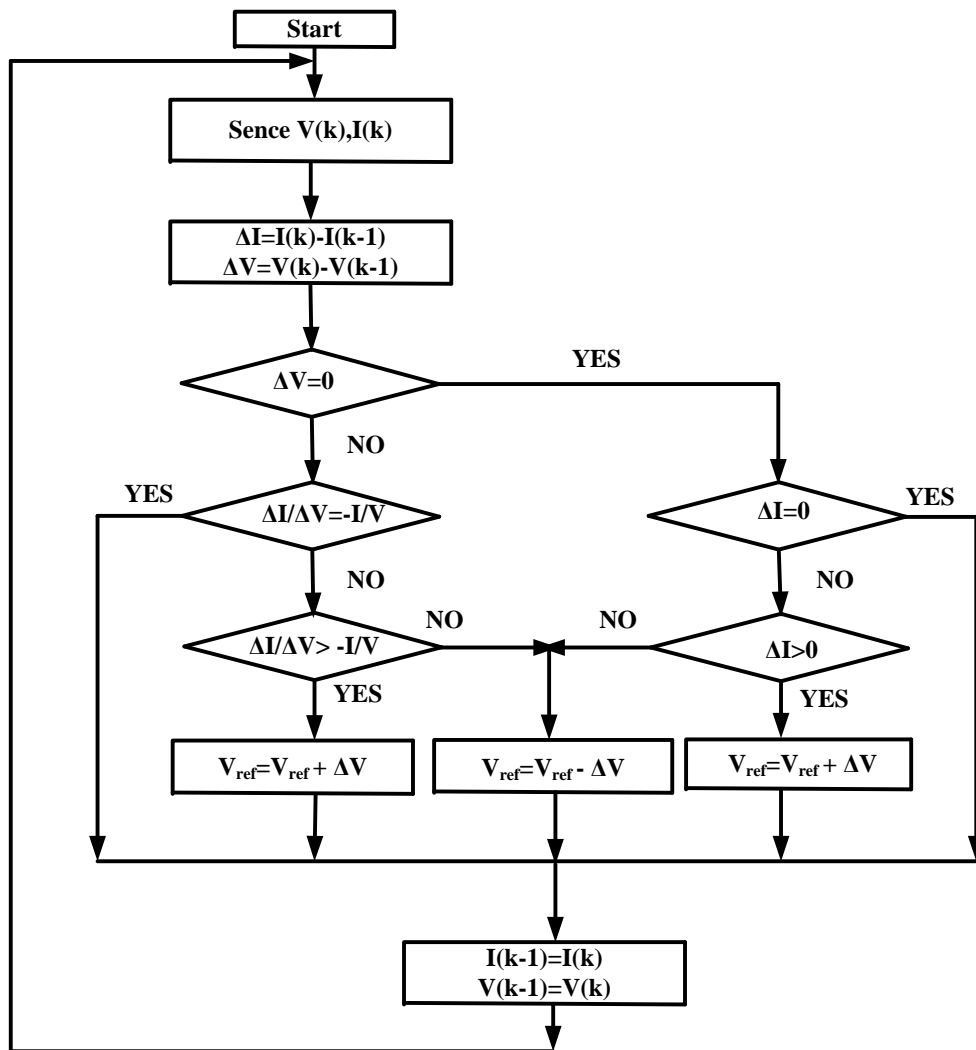 Start
Sence V(k),I(k)
ΔI=I(k)-I(k-1)
ΔV=V(k)-V(k-1)
YES
ΔV=0
NO
YES
YES
ΔI/ΔV=-I/V
ΔI=0
NO
NO
NO
NO
ΔI/ΔV> -I/V
ΔI>0
YES
YES
Vref=Vref + ΔV
Vref=Vref - ΔV
Vref=Vref + ΔV
I(k-1)=I(k)
V(k-1)=V(k)